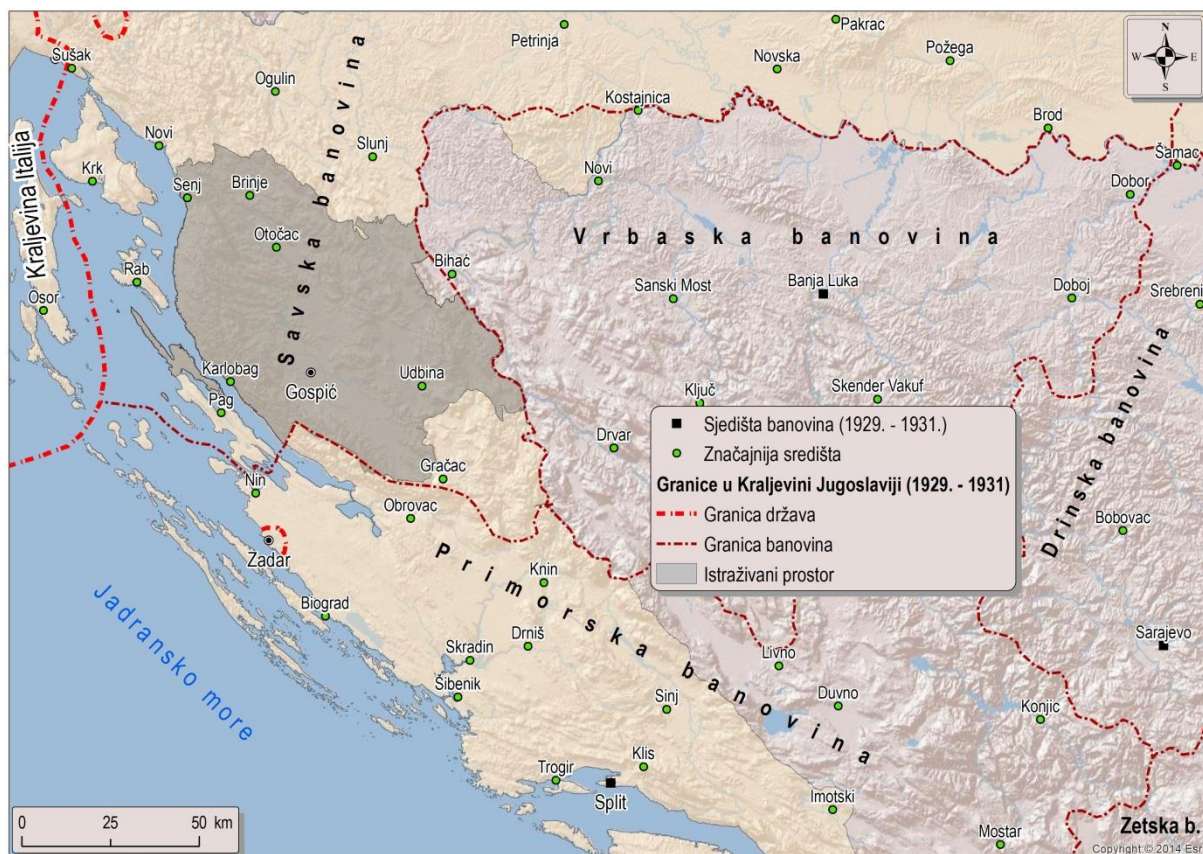 Sušak
Petrinja
Pakrac
Novska
Požega
N
W
E
S
Ogulin
Kostajnica
Brod
Novi
Slunj
Šamac
Krk
Senj
Brinje
Novi
Dobor
Kraljevina Italija
Savska banovina
Otočac
Vrbaska banovina
Rab
Bihać
Sanski Most
Banja Luka
Doboj
Srebreni
Osor
Karlobag
Gospić
Udbina
Pag
Ključ
Skender Vakuf
Drvar
Gračac
Nin
Obrovac
Zadar
Knin
Primorska banovina
Drinska banovina
Bobovac
Sjedišta banovina (1929. - 1931.)
Značajnija središta
Granice u Kraljevini Jugoslaviji (1929. - 1931)
Granica država
Granica banovina
Istraživani prostor
Biograd
Jadransko more
Skradin
Drniš
Livno
Sarajevo
Šibenik
Sinj
Duvno
Konjic
Klis
Trogir
Split
Imotski
Mostar
Zetska b.
0 25 50 km
Copyright:© 2014 Esr